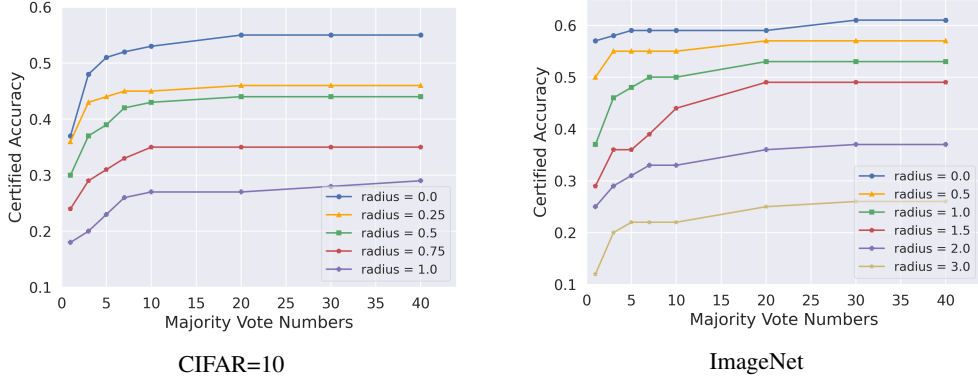 0.6
0.5
0.4
0.3
0.2
0.1
Certified Accuracy
0 5 10 15 20 25 30 35 40
Majority Vote Numbers
radius = 0.0
radius = 0.25
radius = 0.5
radius = 0.75
radius = 1.0
CIFAR=10
0.6
0.5
0.4
0.3
0.2
0.1
Certified Accuracy
0 5 10 15 20 25 30 35 40
Majority Vote Numbers
radius = 0.0
radius = 0.5
radius = 1.0
radius = 1.5
radius = 2.0
radius = 3.0
ImageNet